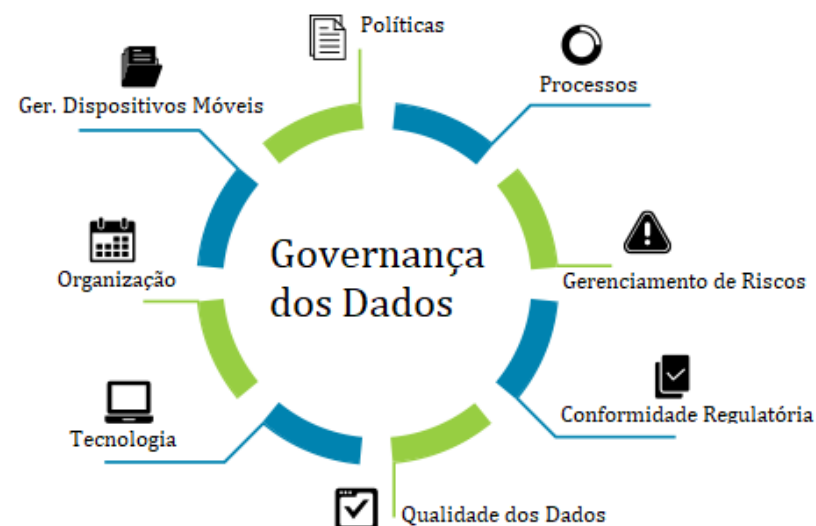 Políticas
Processos
Ger. Dispositivos Móveis
Governança
dos Dados
Organização
Gerenciamento de Riscos
Tecnologia
Conformidade Regulatória
Qualidade dos Dados